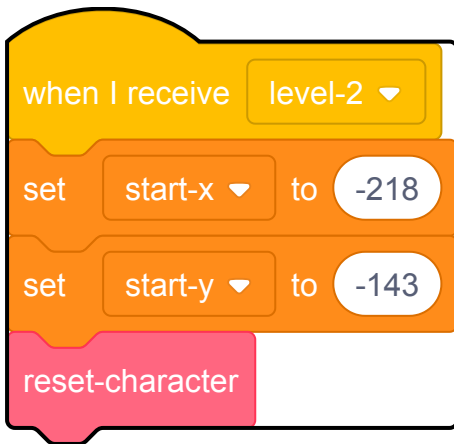 when I receive level-2
set start-x to -218
set start-y to -143
reset-character